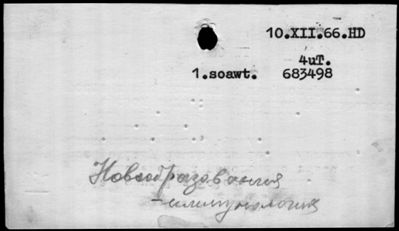 10.XII.66.HD
4uT.
1.soawt. 683498
Новообразования
-иммунология